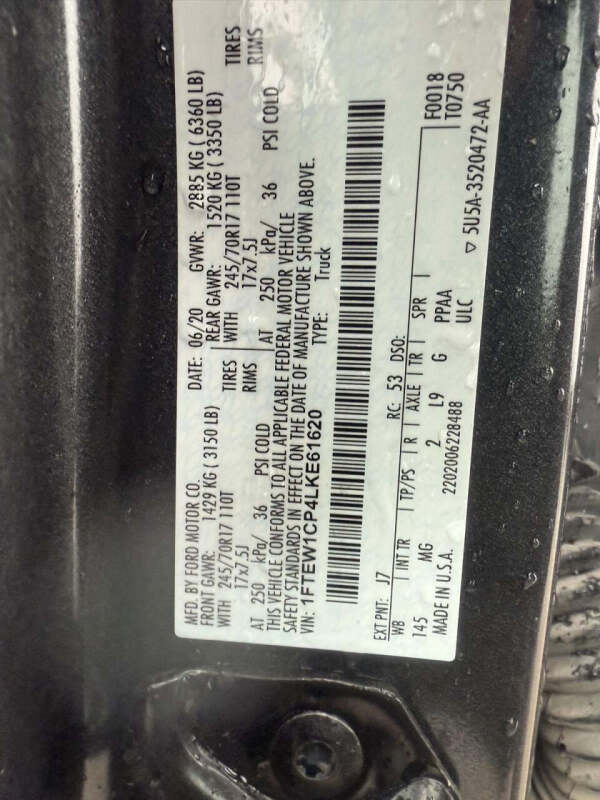 MFD. BY FORD MOTOR CO.
DATE: 06/20 GVWR: 2885 KG ( 6360 LB)
FRONT GAWR: 1429 KG ( 3150 LB) REAR GAWR: 1520 KG ( 3350 LB)
WITH 245/70R17 110T TIRES WITH 245/70R17 110T TIRES
17x7.5J RIMS 17x7.5J RIMS
AT 250 kPa/ 36 PSI COLD AT 250 kPa/ 36 PSI COLD
THIS VEHICLE CONFORMS TO ALL APPLICABLE FEDERAL MOTOR VEHICLE
SAFETY STANDARDS IN EFFECT ON THE DATE OF MANUFACTURE SHOWN ABOVE.
VIN: 1FTEW1CP4LKE61620 TYPE: Truck
F0018
T0750
EXT PNT: J7 RC: 53 DSO:
WB | INT TR | TP/PS | R | AXLE | TR | SPR |
145 MG 2 L9 G PPAA
MADE IN U.S.A. 2202006228488 ULC
▽ 5U5A-3520472-AA